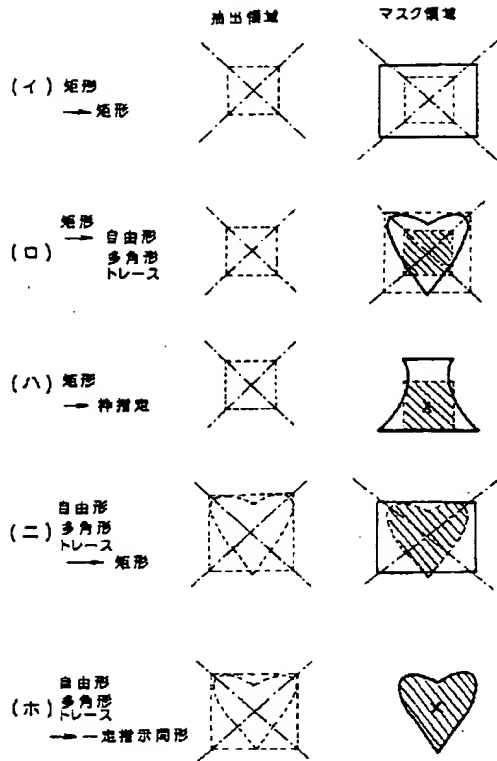 抽出領域 マスク領域
(イ) 矩形
→ 矩形
(ロ) 矩形
→ 自由形
多角形
トレース
(ハ) 矩形
→ 枠指定
(ニ) 自由形
多角形
トレース
→ 矩形
(ホ) 自由形
多角形
トレース
→ 一定指示同形